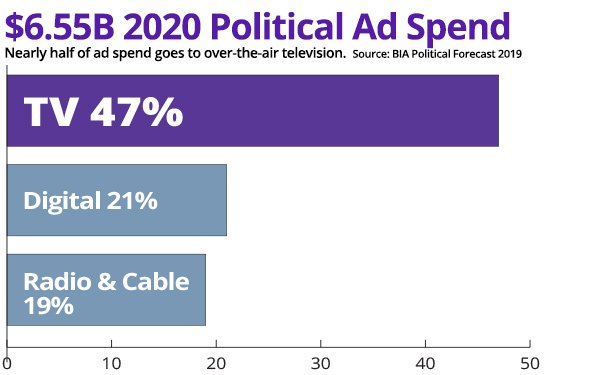 $6.55B 2020 Political Ad Spend
Nearly half of ad spend goes to over-the-air television. Source: BIA Political Forecast 2019
TV 47%
Digital 21%
Radio & Cable
19%
0 10 20 30 40 50